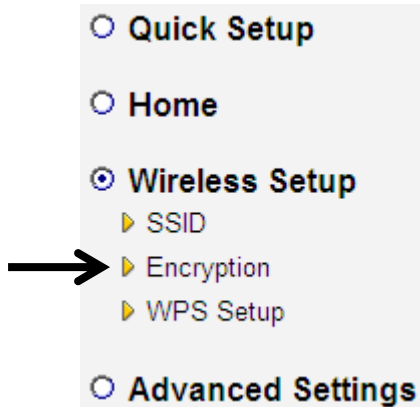 Quick Setup
Home
Wireless Setup
SSID
Encryption
WPS Setup
Advanced Settings